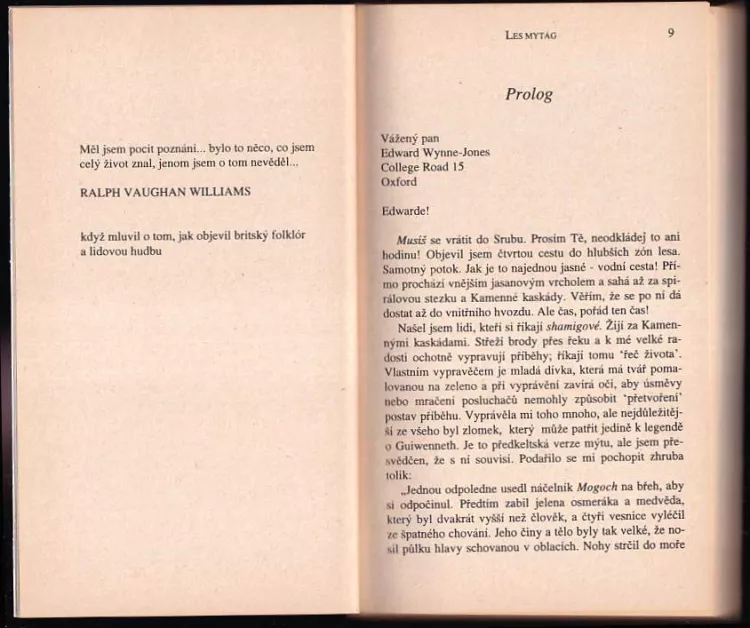 Měl jsem pocit poznání... bylo to něco, co jsem
celý život znal, jenom jsem o tom nevěděl...
RALPH VAUGHAN WILLIAMS
když mluvil o tom, jak objevil britský folklór
a lidovou hudbu
LES MYTÁG
9
Prolog
Vážený pan
Edward Wynne-Jones
College Road 15
Oxford
Edwarde!
Musíš se vrátit do Srubu. Prosím Tě, neodkládej to ani
hodinu! Objevil jsem čtvrtou cestu do hlubších zón lesa.
Samotný potok. Jak je to najednou jasné - vodní cesta! Pří-
mo prochází vnějším jasanovým vrcholem a sahá až za spi-
rálovou stezku a Kamenné kaskády. Věřím, že se po ní dá
dostat až do vnitřního hvozdu. Ale čas, pořád ten čas!
Našel jsem lidi, kteří si říkají shamigové. Žijí za Kamen-
nými kaskádami. Střeží brody přes řeku a k mé velké ra-
dosti ochotně vypravují příběhy; říkají tomu 'řeč života'.
Vlastním vypravěčem je mladá dívka, která má tvář poma-
lovanou na zeleno a při vyprávění zavírá oči, aby úsměvy
nebo mračení posluchačů nemohly způsobit 'přetvoření'
postav příběhu. Vyprávěla mi toho mnoho, ale nejdůležitěj-
ší ze všeho byl zlomek, který může patřit jedině k legendě
o Guiwenneth. Je to předkeltská verze mýtu, ale jsem pře-
svědčen, že s ní souvisí. Podařilo se mi pochopit zhruba
tolik:
„Jednou odpoledne usedl náčelník Mogoch na břeh, aby
si odpočinul. Předtím zabil jelena osmeráka a medvěda,
který byl dvakrát vyšší než člověk, a čtyři vesnice vyléčil
ze špatného chování. Jeho činy a tělo byly tak velké, že no-
sil půlku hlavy schovanou v oblacích. Nohy strčil do moře